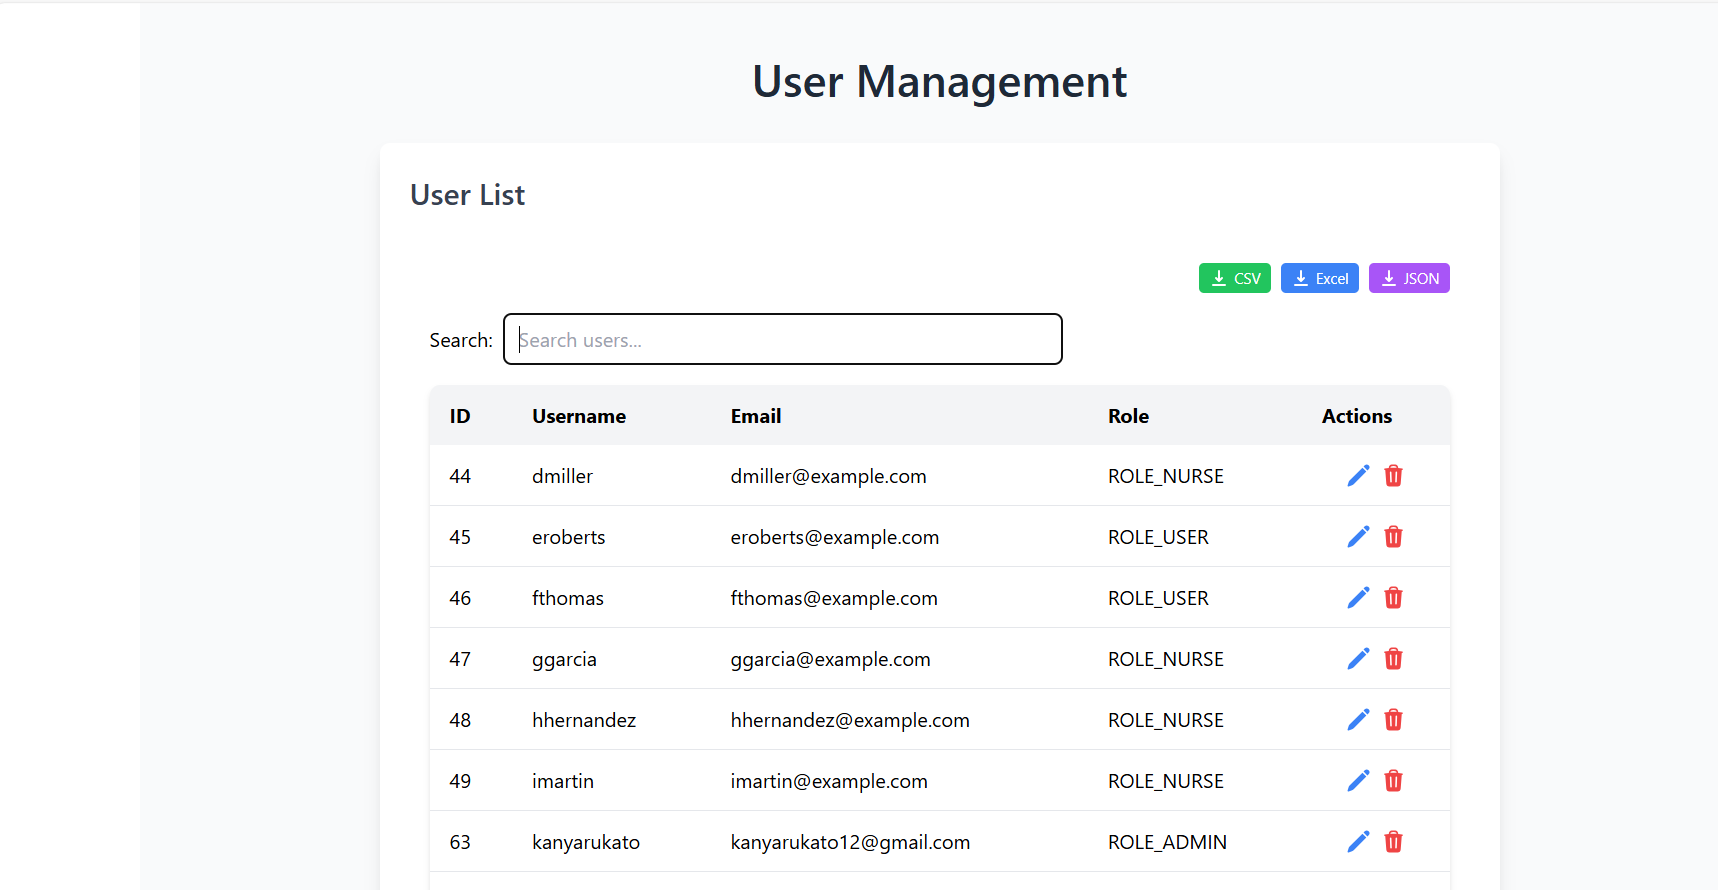 User Management
User List
CSV Excel JSON
Search: Search users...
ID Username Email Role Actions
44 dmiller dmiller@example.com ROLE_NURSE
45 eroberts eroberts@example.com ROLE_USER
46 fthomas fthomas@example.com ROLE_USER
47 ggarcia ggarcia@example.com ROLE_NURSE
48 hhernandez hhernandez@example.com ROLE_NURSE
49 imartin imartin@example.com ROLE_NURSE
63 kanyarukato kanyarukato12@gmail.com ROLE_ADMIN